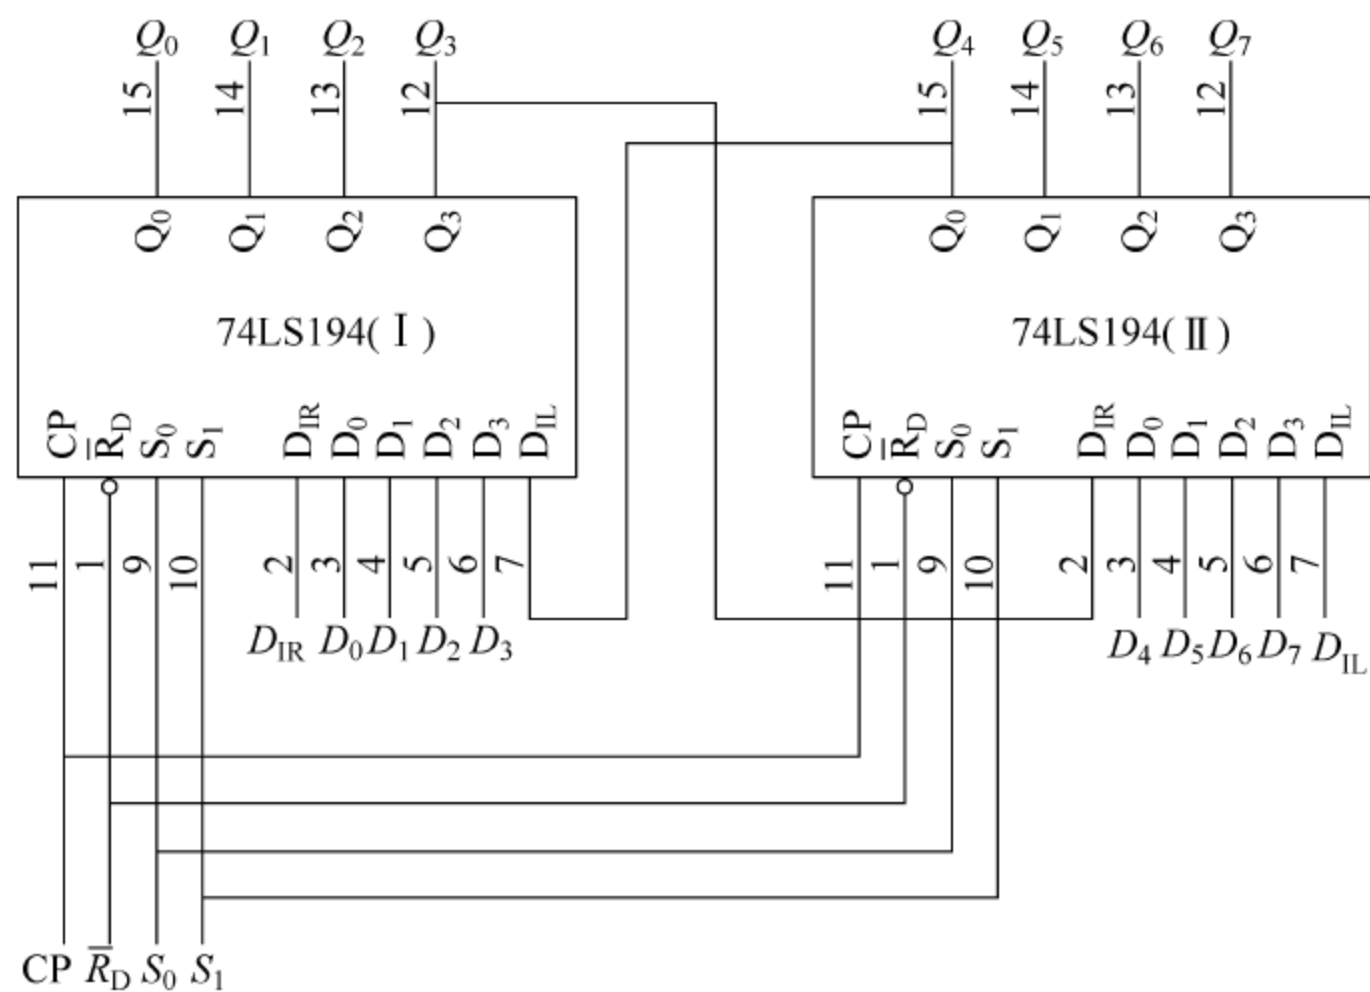 Q₀ Q₁ Q₂ Q₃ Q₄ Q₅ Q₆ Q₇
15 14 13 12 15 14 13 12
Q₀ Q₁ Q₂ Q₃ Q₀ Q₁ Q₂ Q₃
74LS194(Ⅰ) 74LS194(Ⅱ)
CP R̅D S₀ S₁ DIR D₀ D₁ D₂ D₃ DIL CP R̅D S₀ S₁ DIR D₀ D₁ D₂ D₃ DIL
11 1 9 10 2 3 4 5 6 7 11 1 9 10 2 3 4 5 6 7
DIR D₀ D₁ D₂ D₃ D₄ D₅ D₆ D₇ DIL
CP R̅D S₀ S₁